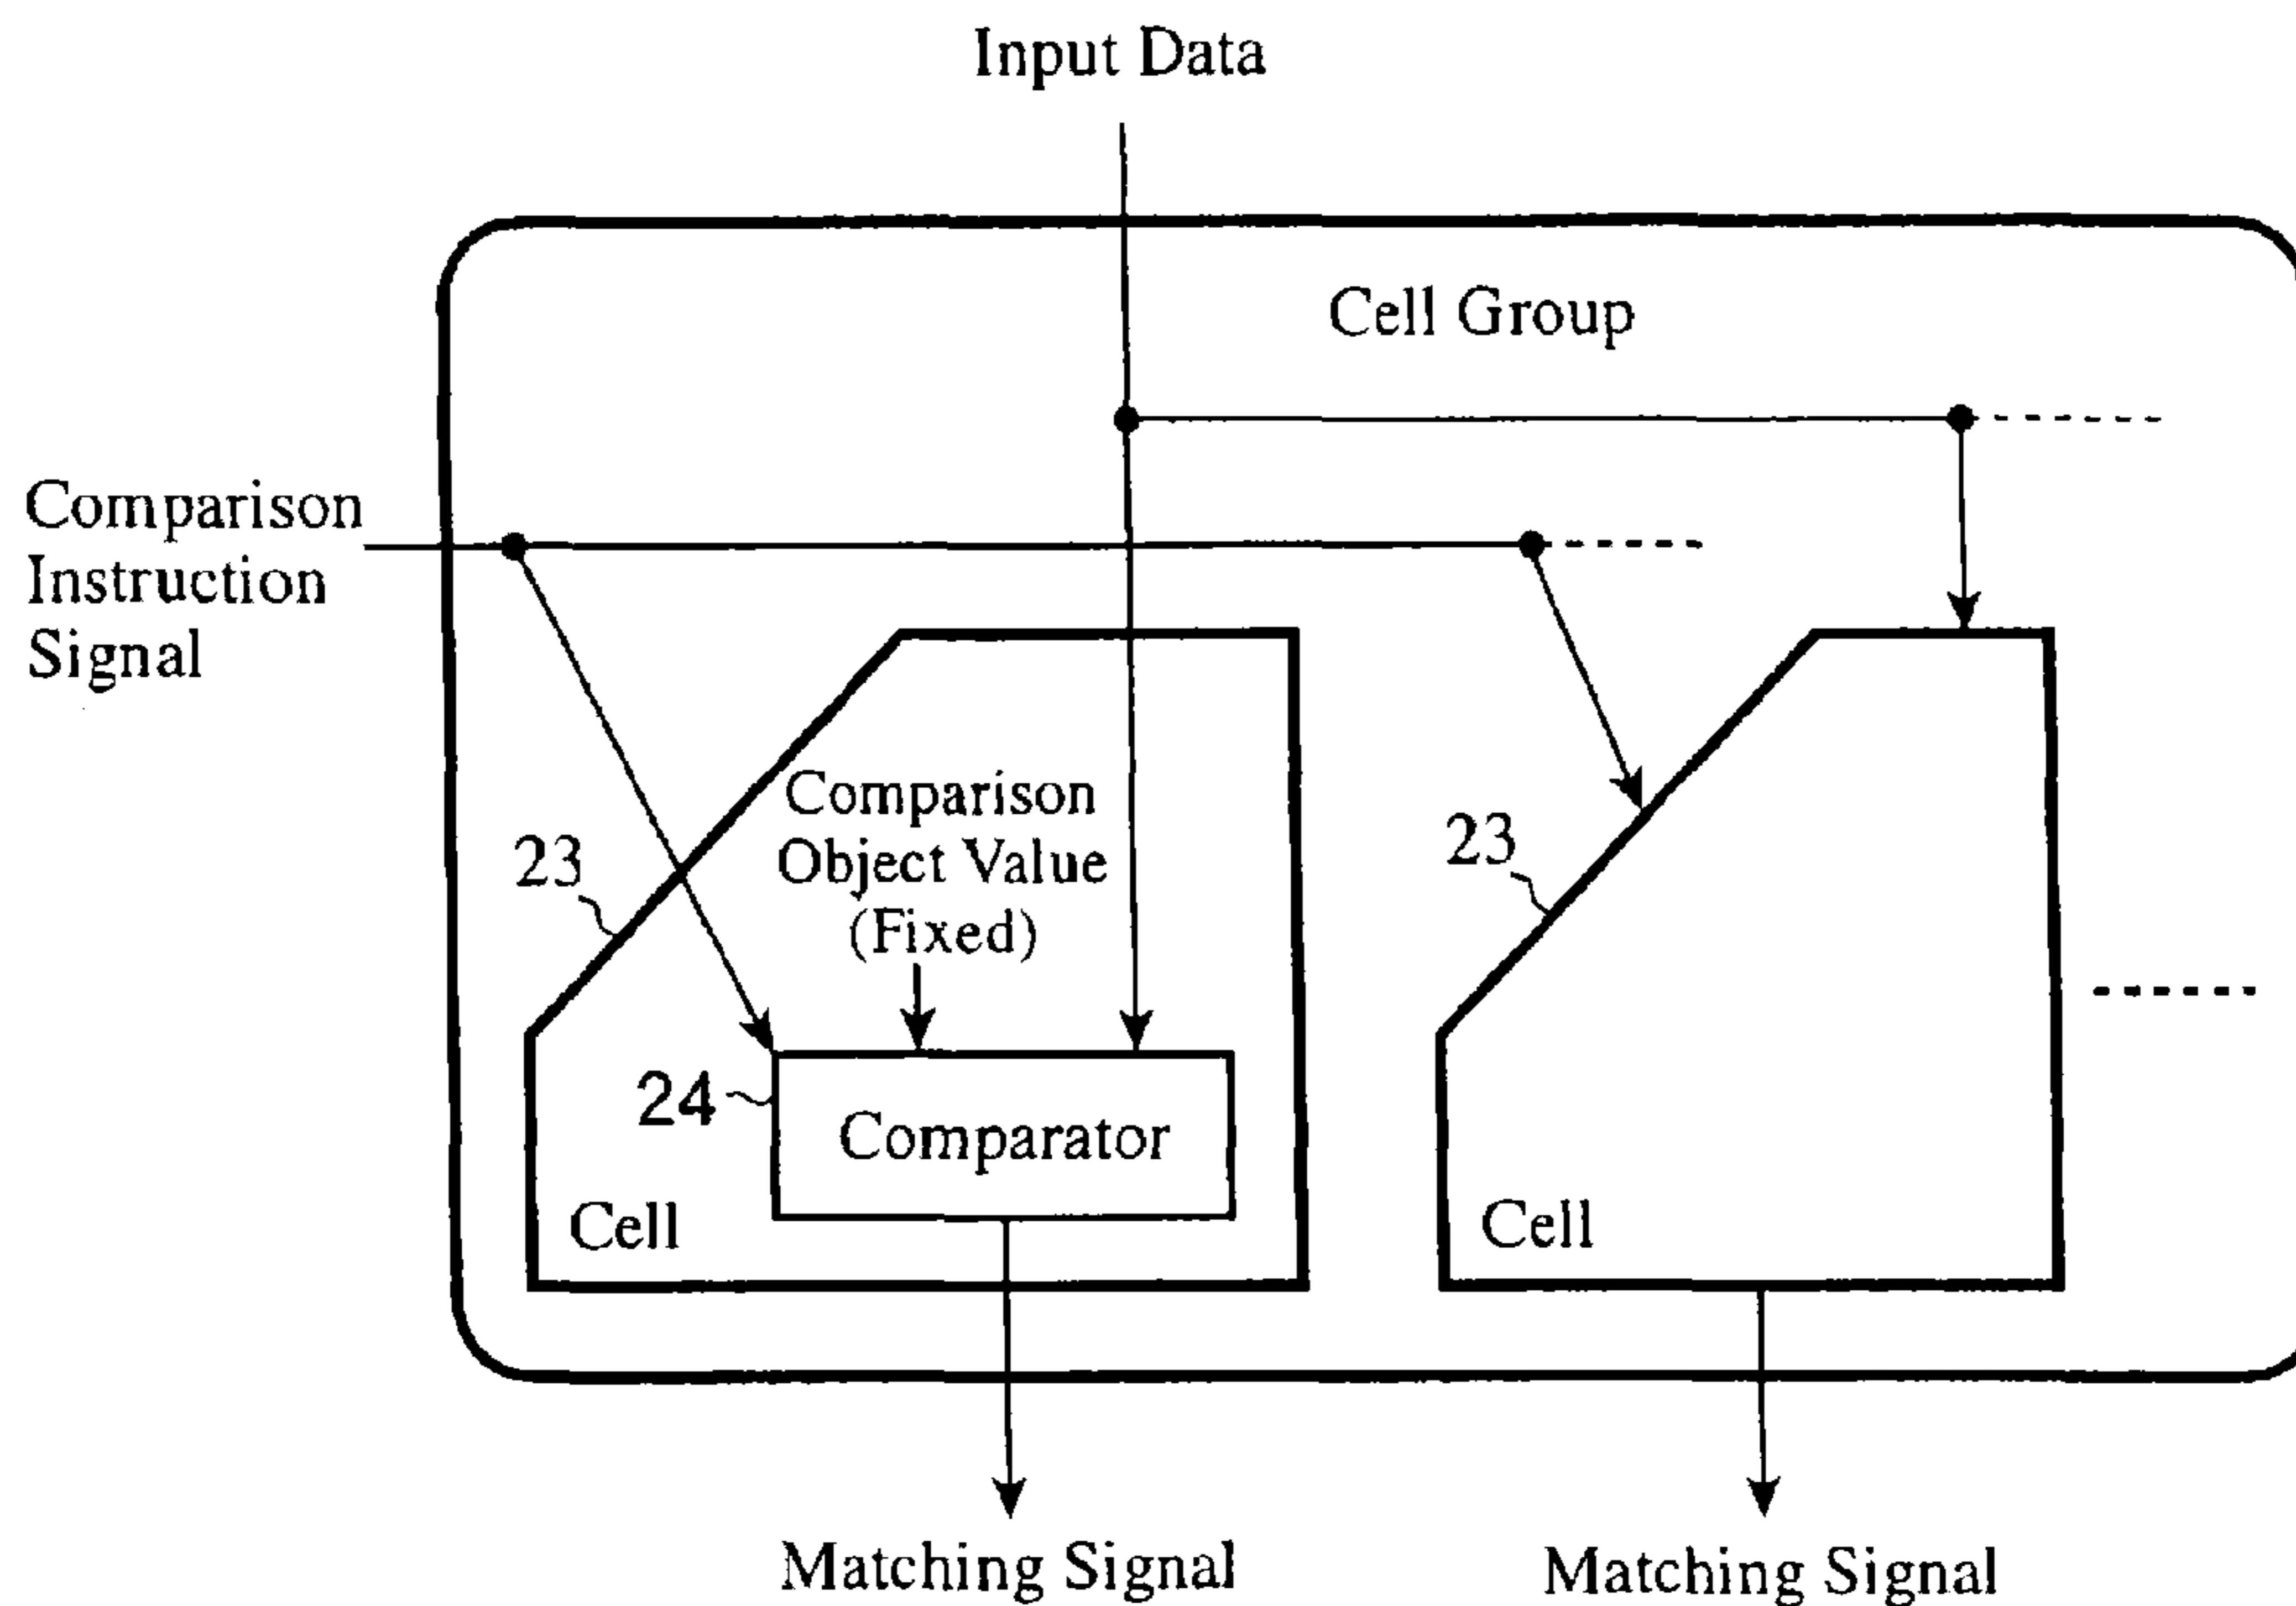 Input Data
Cell Group
Comparison
Instruction
Signal
Comparison
Object Value
(Fixed)
23
23
24
Comparator
Cell
Cell
Matching Signal
Matching Signal